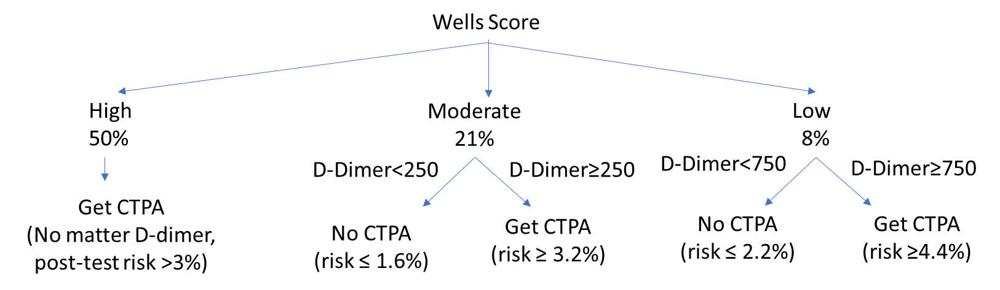 Wells Score
High
50%
Get CTPA
(No matter D-dimer,
post-test risk >3%)
Moderate
21%
D-Dimer<250
D-Dimer≥250
No CTPA
(risk ≤ 1.6%)
Get CTPA
(risk ≥ 3.2%)
Low
8%
D-Dimer<750
D-Dimer≥750
No CTPA
(risk ≤ 2.2%)
Get CTPA
(risk ≥4.4%)